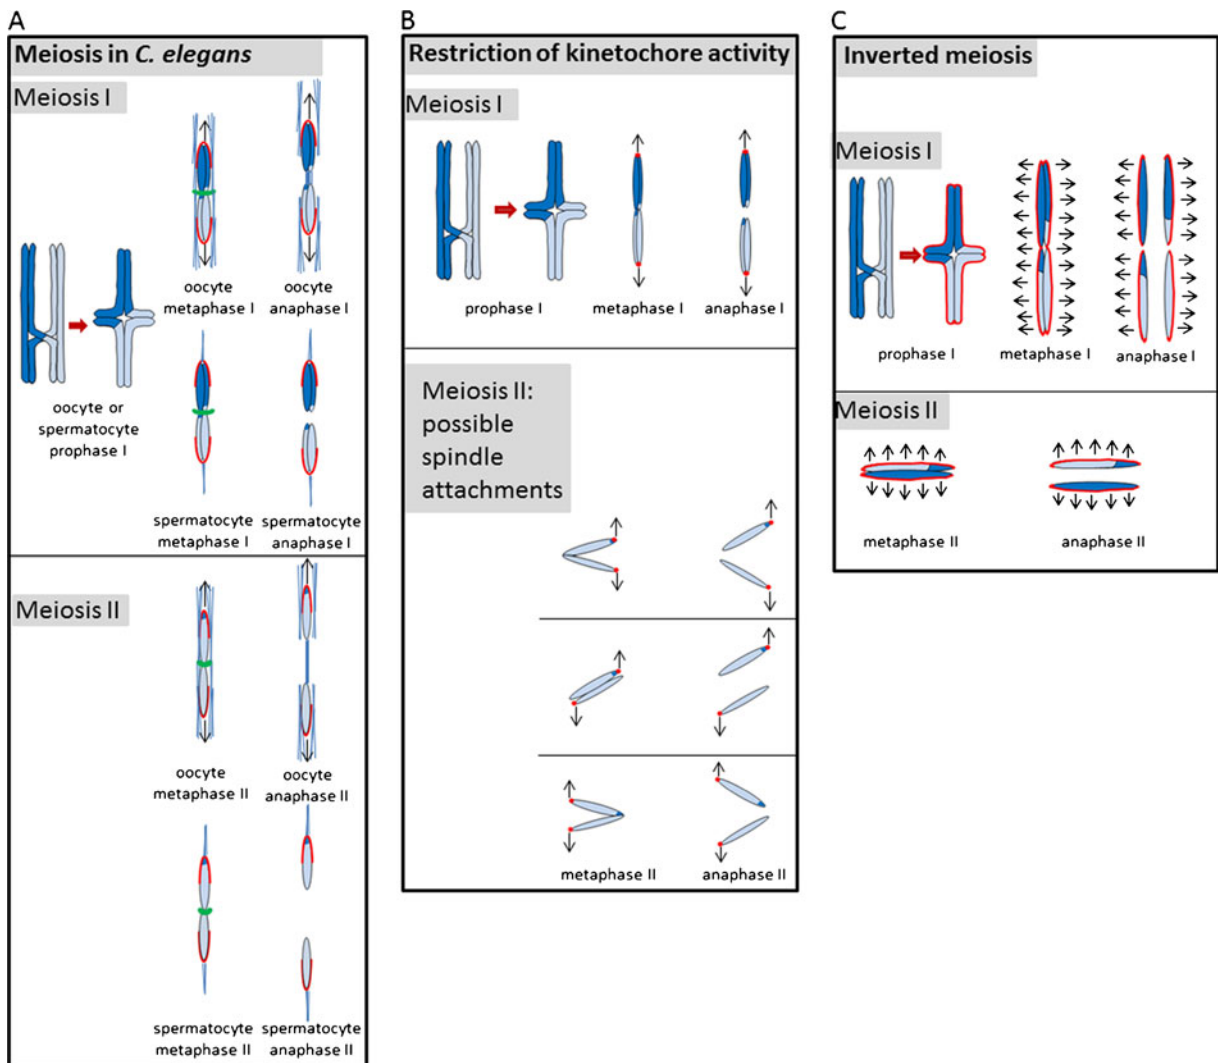 A
Meiosis in C. elegans
Meiosis I
oocyte
metaphase I
oocyte
anaphase I
oocyte or
spermatocyte
prophase I
spermatocyte
metaphase I
spermatocyte
anaphase I
Meiosis II
oocyte
metaphase II
oocyte
anaphase II
spermatocyte
metaphase II
spermatocyte
anaphase II
B
Restriction of kinetochore activity
Meiosis I
prophase I
metaphase I
anaphase I
Meiosis II:
possible
spindle
attachments
metaphase II
anaphase II
C
Inverted meiosis
Meiosis I
prophase I
metaphase I
anaphase I
Meiosis II
metaphase II
anaphase II